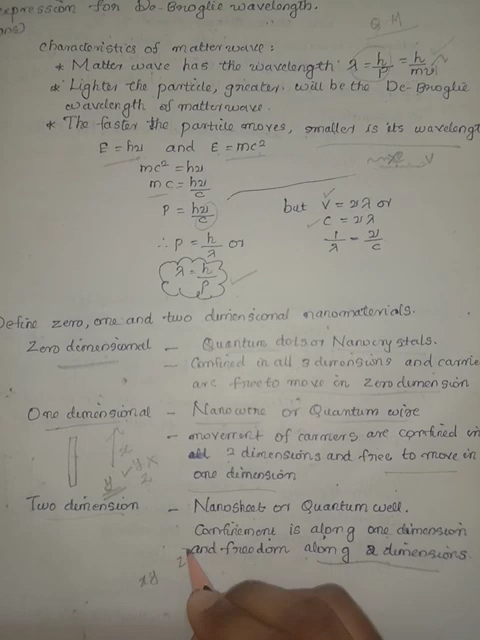 expression for De-Broglie wavelength.
Q M
characteristics of matterwave:
* Matter wave has the wavelength λ = h/p = h/mv
* Lighter the particle, greater will be the De-Broglie
wavelength of matterwave.
* The faster the particle moves, smaller is its wavelength
E = hν and E = mc²
mc² = hν
mc = hν/c
P = hν/c
but V = νλ or
C = νλ
∴ P = h/λ or
1/λ = ν/c
λ = h/p
Define zero, one and two dimensional nanomaterials.
Zero dimensional - Quantum dots or Nanocrystals.
- confined in all 3 dimensions and carrie
are free to move in zero dimension
One dimensional - Nanowire or Quantum wire
- movement of carriers are confined in
2 dimensions and free to move in
one dimension
Two dimension - Nanosheet or Quantum well.
Confinement is along one dimension
and freedom along 2 dimensions.
xy